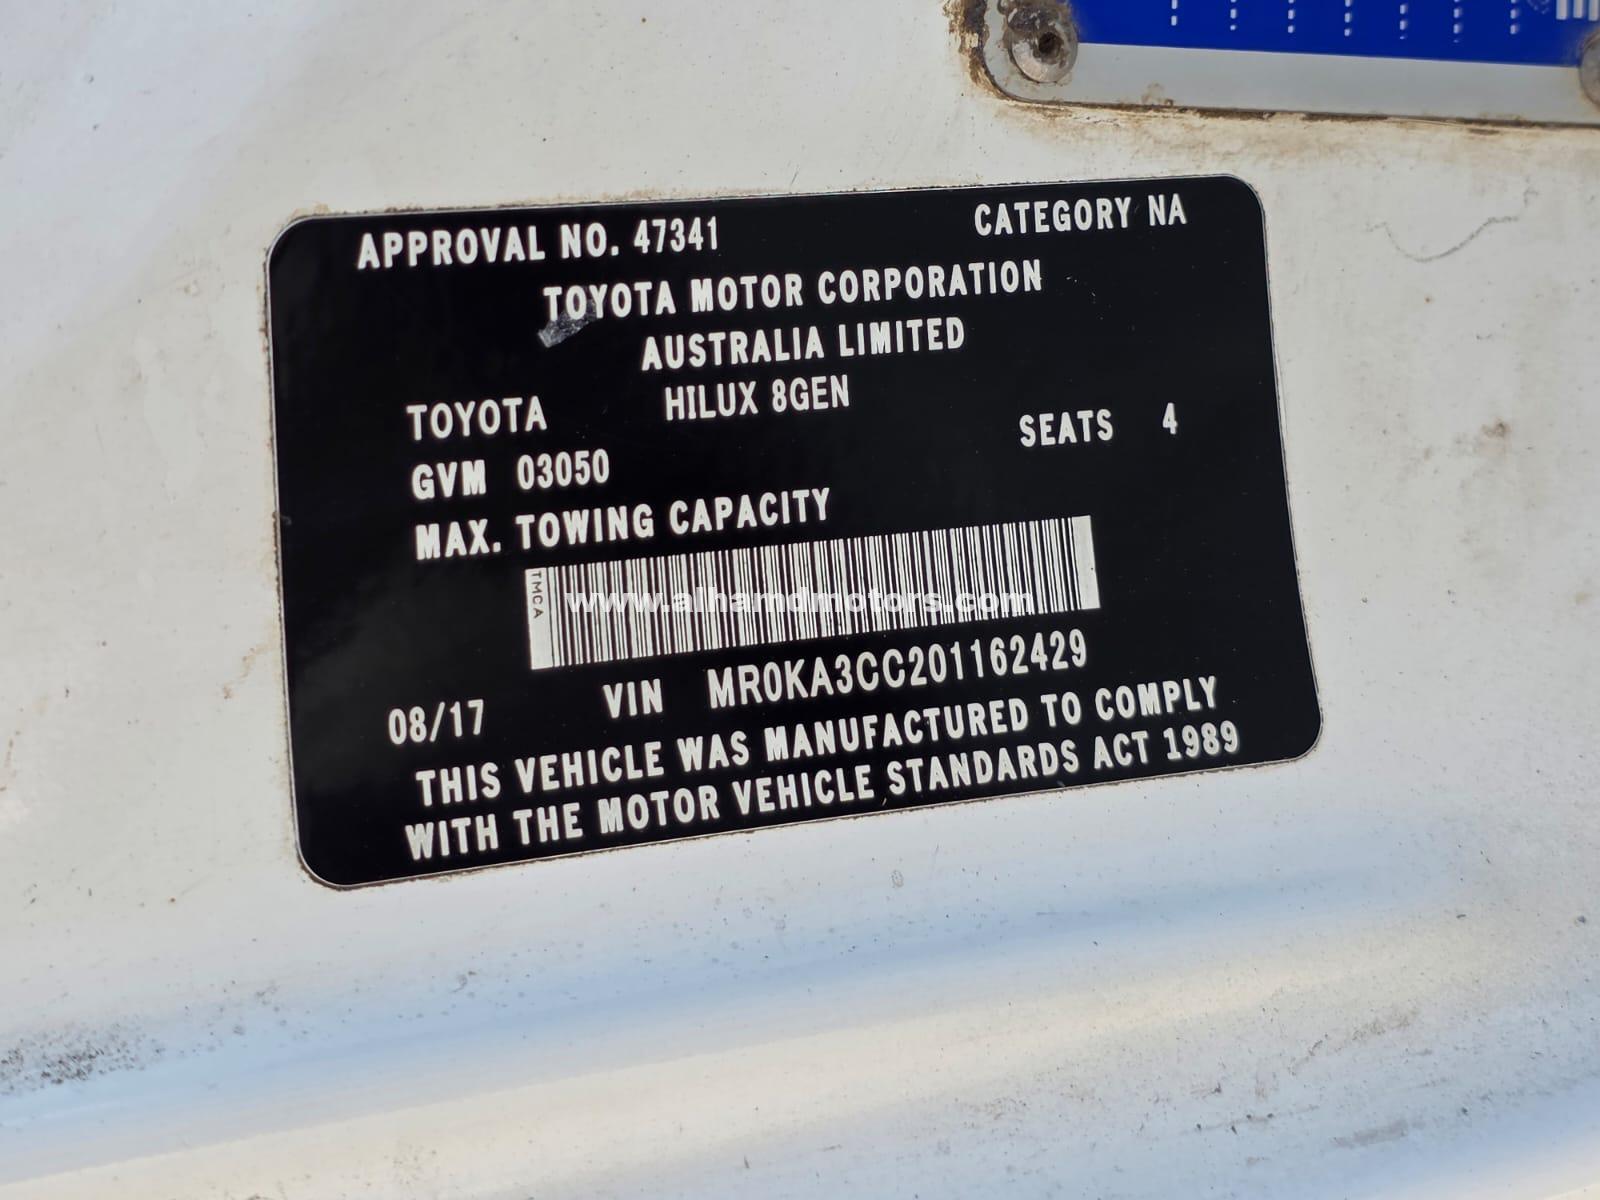 APPROVAL NO. 47341 CATEGORY NA
TOYOTA MOTOR CORPORATION
AUSTRALIA LIMITED
TOYOTA HILUX 8GEN
GVM 03050 SEATS 4
MAX. TOWING CAPACITY
TMCA
www.alhamdmotors.com
08/17 VIN MR0KA3CC201162429
THIS VEHICLE WAS MANUFACTURED TO COMPLY
WITH THE MOTOR VEHICLE STANDARDS ACT 1989